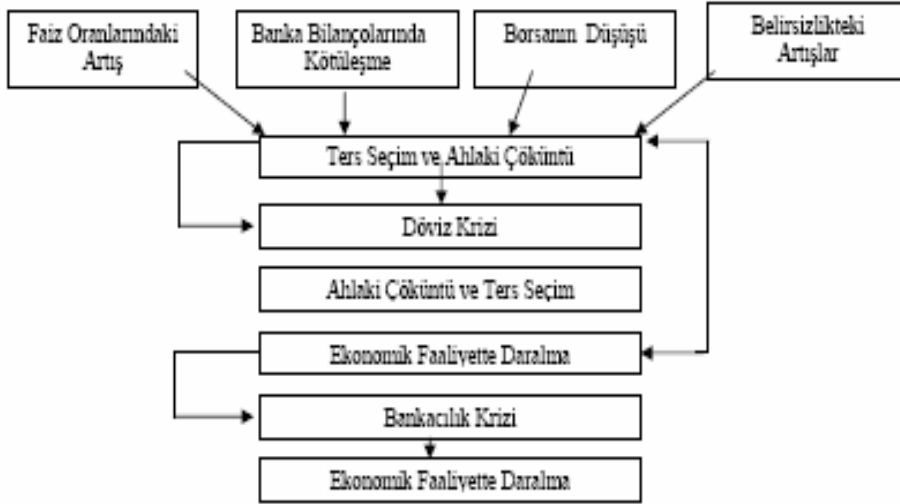 Faiz Oranlarındaki
Artış
Banka Bilançolarında
Kötüleşme
Borsanın Düşüşü
Belirsizlikteki
Artışlar
Ters Seçim ve Ahlaki Çöküntü
Döviz Krizi
Ahlaki Çöküntü ve Ters Seçim
Ekonomik Faaliyette Daralma
Bankacılık Krizi
Ekonomik Faaliyette Daralma